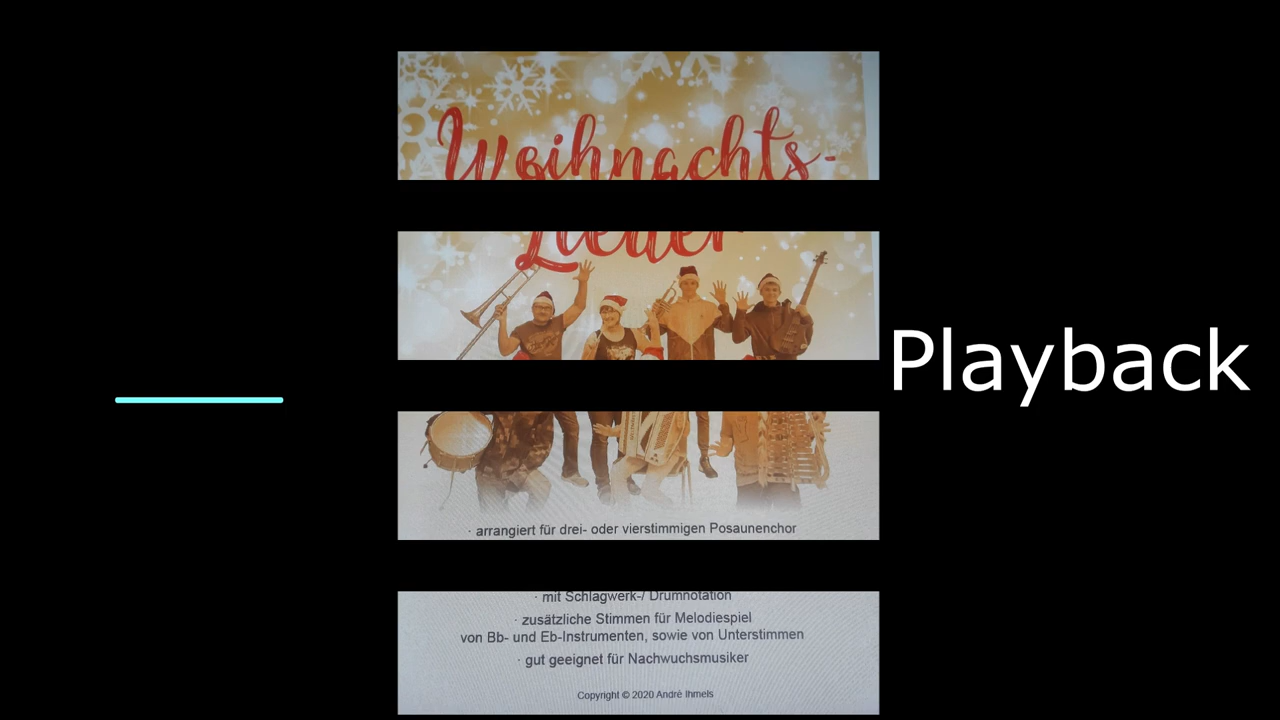 Weihnachts-
Lieder
Playback
· arrangiert für drei- oder vierstimmigen Posaunenchor
· mit Schlagwerk-/ Drumnotation
· zusätzliche Stimmen für Melodiespiel
von Bb- und Eb-Instrumenten, sowie von Unterstimmen
· gut geeignet für Nachwuchsmusiker
Copyright © 2020 Andrè Ihmels